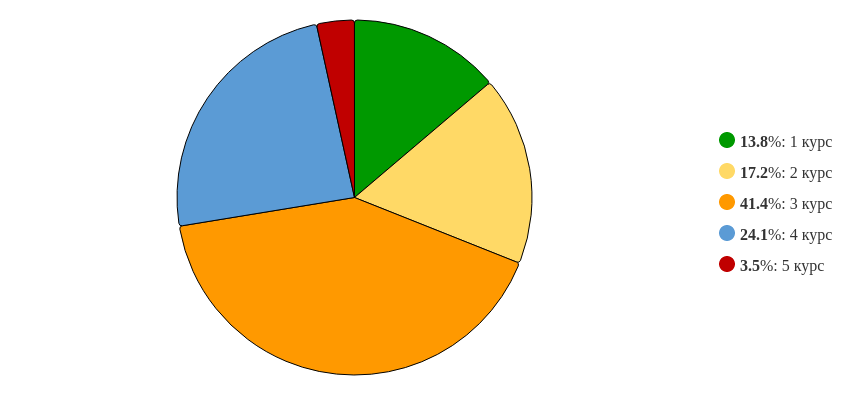 13.8%: 1 курс
17.2%: 2 курс
41.4%: 3 курс
24.1%: 4 курс
3.5%: 5 курс